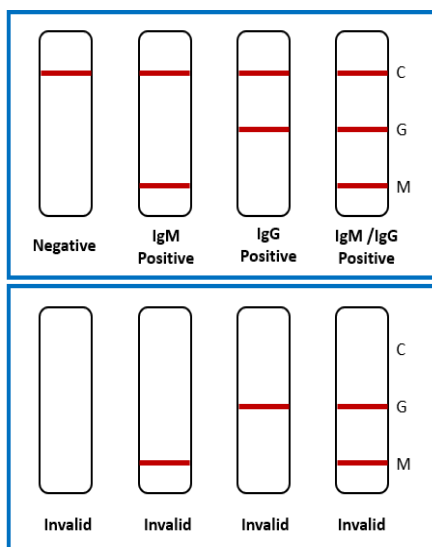 C
G
M
Negative
IgM
Positive
IgG
Positive
IgM /IgG
Positive
C
G
M
Invalid
Invalid
Invalid
Invalid